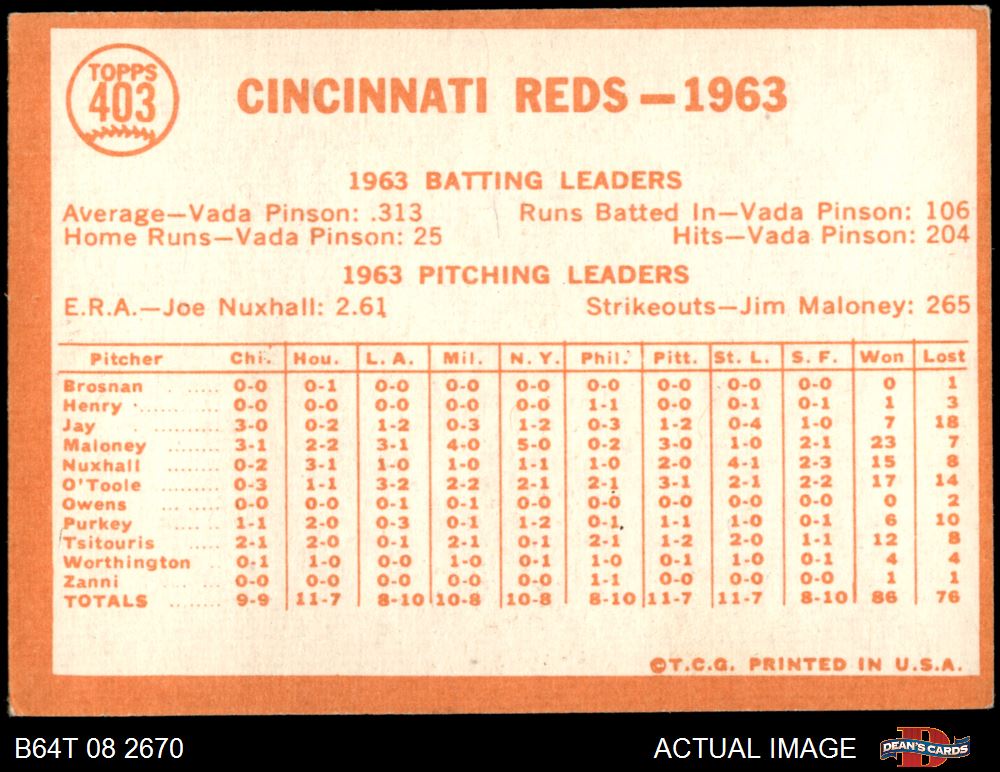 TOPPS
403
CINCINNATI REDS — 1963
1963 BATTING LEADERS
Average—Vada Pinson: .313 Runs Batted In—Vada Pinson: 106
Home Runs—Vada Pinson: 25 Hits—Vada Pinson: 204
1963 PITCHING LEADERS
E.R.A.—Joe Nuxhall: 2.61 Strikeouts—Jim Maloney: 265
Pitcher Chi. Hou. L. A. Mil. N. Y. Phil. Pitt. St. L. S. F. Won Lost
Brosnan ..... 0-0 0-1 0-0 0-0 0-0 0-0 0-0 0-0 0-0 0 1
Henry ......... 0-0 0-0 0-0 0-0 0-0 1-1 0-0 0-1 0-1 1 3
Jay ......... 3-0 0-2 1-2 0-3 1-2 0-3 1-2 0-4 1-0 7 18
Maloney ......... 3-1 2-2 3-1 4-0 5-0 0-2 3-0 1-0 2-1 23 7
Nuxhall ......... 0-2 3-1 1-0 1-0 1-1 1-0 2-0 4-1 2-3 15 8
O'Toole ......... 0-3 1-1 3-2 2-2 2-1 2-1 3-1 2-1 2-2 17 14
Owens ......... 0-0 0-0 0-1 0-1 0-0 0-0 0-0 0-0 0-0 0 2
Purkey ......... 1-1 2-0 0-3 0-1 1-2 0-1 1-1 1-0 0-1 6 10
Tsitouris ..... 2-1 2-0 0-1 2-1 0-1 2-1 1-2 2-0 1-1 12 8
Worthington .. 0-1 1-0 0-0 1-0 0-1 1-0 0-1 1-0 0-1 4 4
Zanni ......... 0-0 0-0 0-0 0-0 0-0 1-1 0-0 0-0 0-0 1 1
TOTALS ........ 9-9 11-7 8-10 10-8 10-8 8-10 11-7 11-7 8-10 86 76
©T.C.G. PRINTED IN U.S.A.
B64T 08 2670 ACTUAL IMAGE DEAN'S CARDS